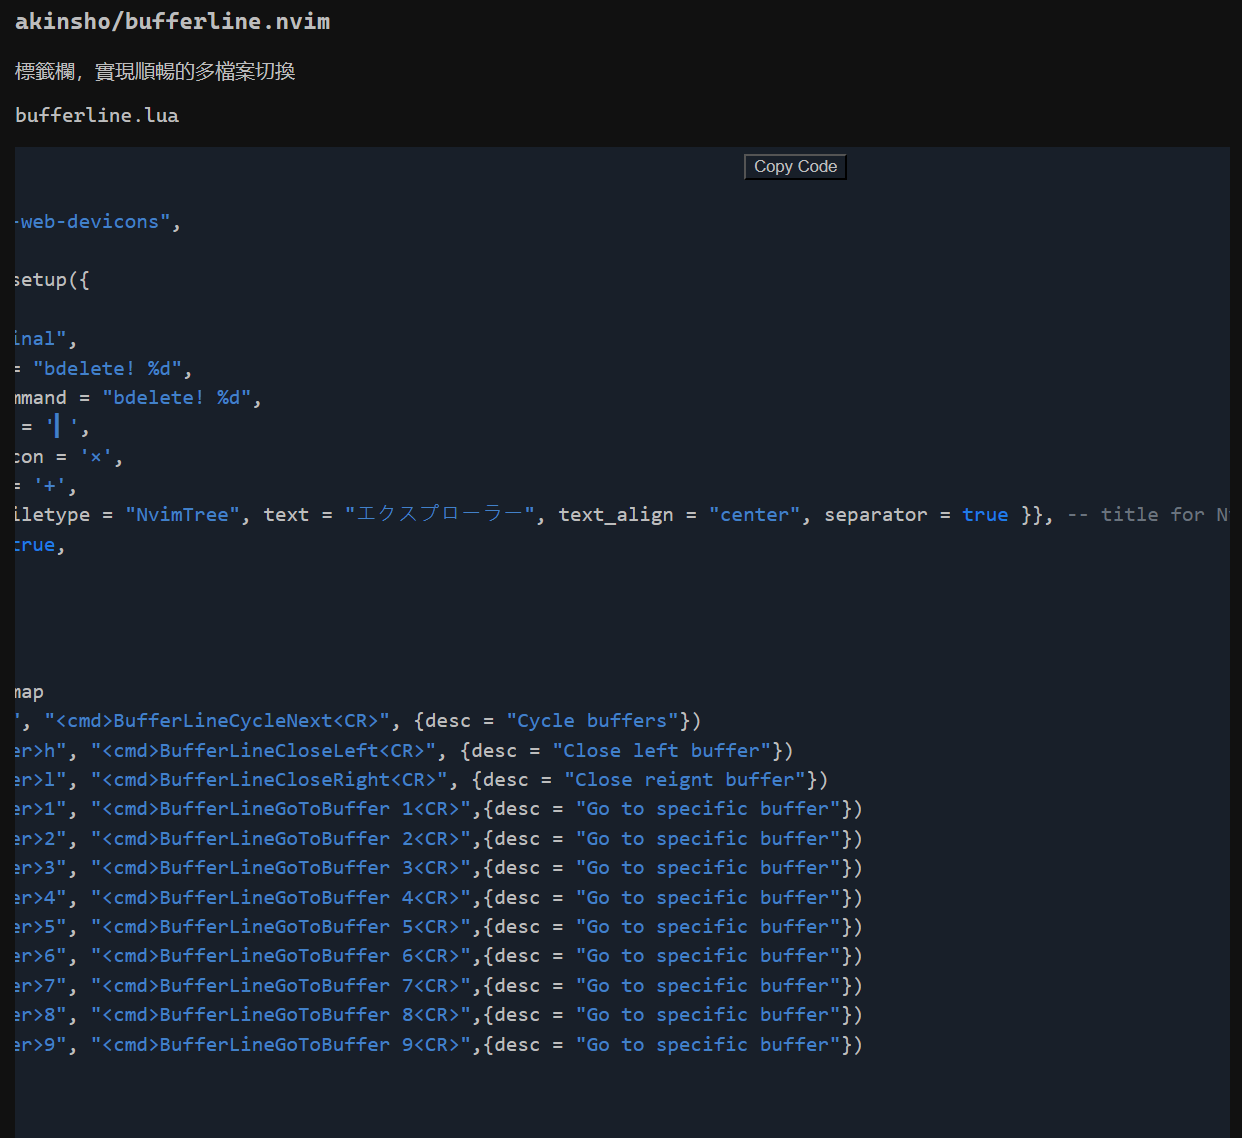 akinsho/bufferline.nvim
標籤欄，實現順暢的多檔案切換
bufferline.lua
Copy Code
-web-devicons",
setup({
inal",
= "bdelete! %d",
mmand = "bdelete! %d",
= '▎',
con = '×',
= '+',
iletype = "NvimTree", text = "エクスプローラー", text_align = "center", separator = true }}, -- title for N
true,
map
', "<cmd>BufferLineCycleNext<CR>", {desc = "Cycle buffers"})
er>h", "<cmd>BufferLineCloseLeft<CR>", {desc = "Close left buffer"})
er>l", "<cmd>BufferLineCloseRight<CR>", {desc = "Close reignt buffer"})
er>1", "<cmd>BufferLineGoToBuffer 1<CR>",{desc = "Go to specific buffer"})
er>2", "<cmd>BufferLineGoToBuffer 2<CR>",{desc = "Go to specific buffer"})
er>3", "<cmd>BufferLineGoToBuffer 3<CR>",{desc = "Go to specific buffer"})
er>4", "<cmd>BufferLineGoToBuffer 4<CR>",{desc = "Go to specific buffer"})
er>5", "<cmd>BufferLineGoToBuffer 5<CR>",{desc = "Go to specific buffer"})
er>6", "<cmd>BufferLineGoToBuffer 6<CR>",{desc = "Go to specific buffer"})
er>7", "<cmd>BufferLineGoToBuffer 7<CR>",{desc = "Go to specific buffer"})
er>8", "<cmd>BufferLineGoToBuffer 8<CR>",{desc = "Go to specific buffer"})
er>9", "<cmd>BufferLineGoToBuffer 9<CR>",{desc = "Go to specific buffer"})